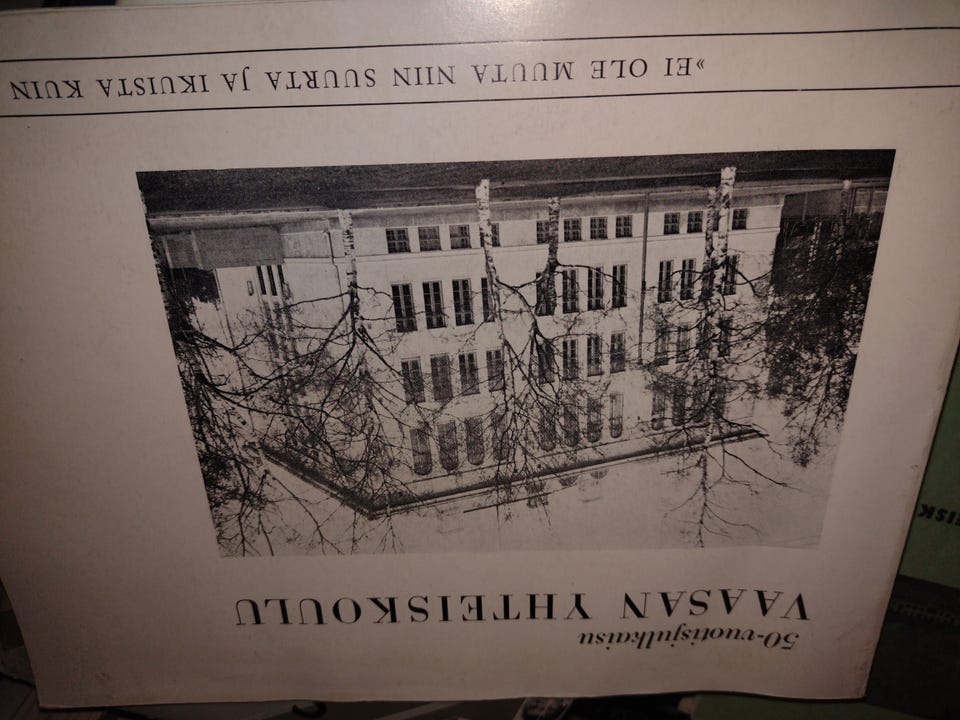 50-vuotisjulkaisu
VAASAN YHTEISKOULU
»EI OLE MUUTA NIIN SUURTA JA IKUISTA KUIN